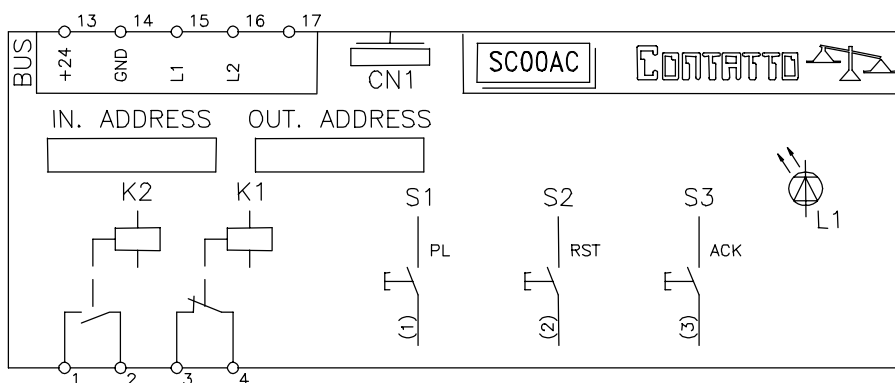 13 14 15 16 17
BUS
+24 GND L1 L2
CN1
SC00AC
CONTATTO
IN. ADDRESS OUT. ADDRESS
K2 K1 S1 S2 S3
L1
PL RST ACK
(1) (2) (3)
1 2 3 4